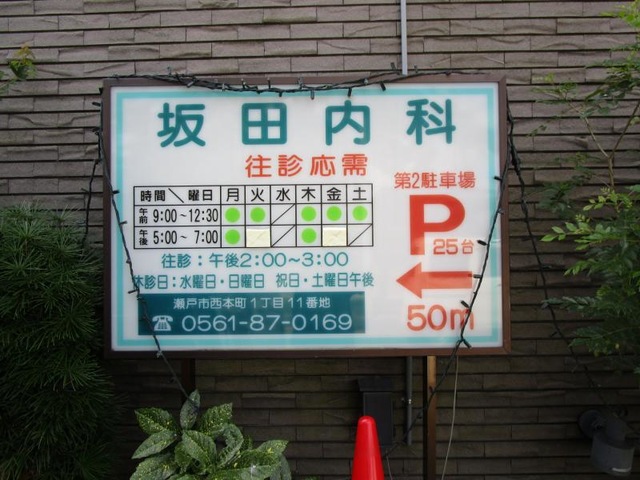 坂田内科
往診応需
時間＼曜日 月 火 水 木 金 土
午前 9:00~12:30 ● ● ／ ● ● ●
午後 5:00~ 7:00 ● ／ ● ／
往診：午後2:00～3:00
休診日：水曜日・日曜日 祝日・土曜日午後
瀬戸市西本町1丁目11番地
☎ 0561-87-0169
第2駐車場
P
25台
←
50m